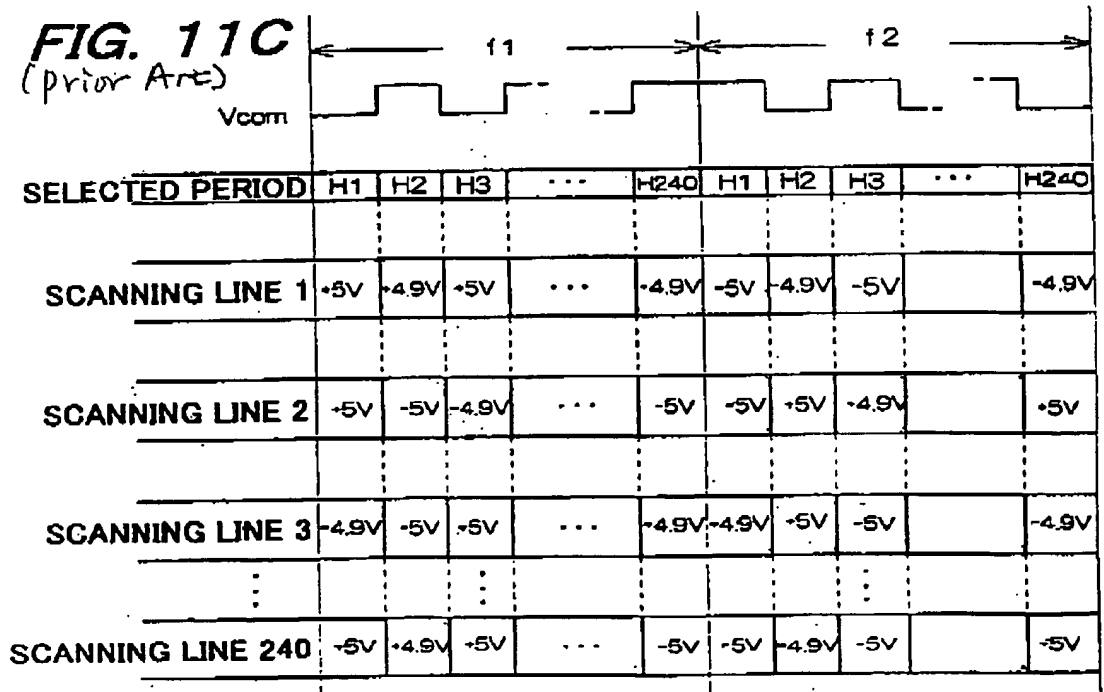 FIG. 11C
(prior Art)
f1 f2
Vcom
SELECTED PERIOD H1 H2 H3 ··· H240 H1 H2 H3 ··· H240
SCANNING LINE 1 +5V +4.9V +5V ··· +4.9V -5V -4.9V -5V -4.9V
SCANNING LINE 2 +5V -5V -4.9V ··· -5V -5V +5V +4.9V +5V
SCANNING LINE 3 -4.9V -5V +5V ··· -4.9V -4.9V +5V -5V -4.9V
SCANNING LINE 240 -5V +4.9V +5V ··· -5V -5V -4.9V -5V -5V